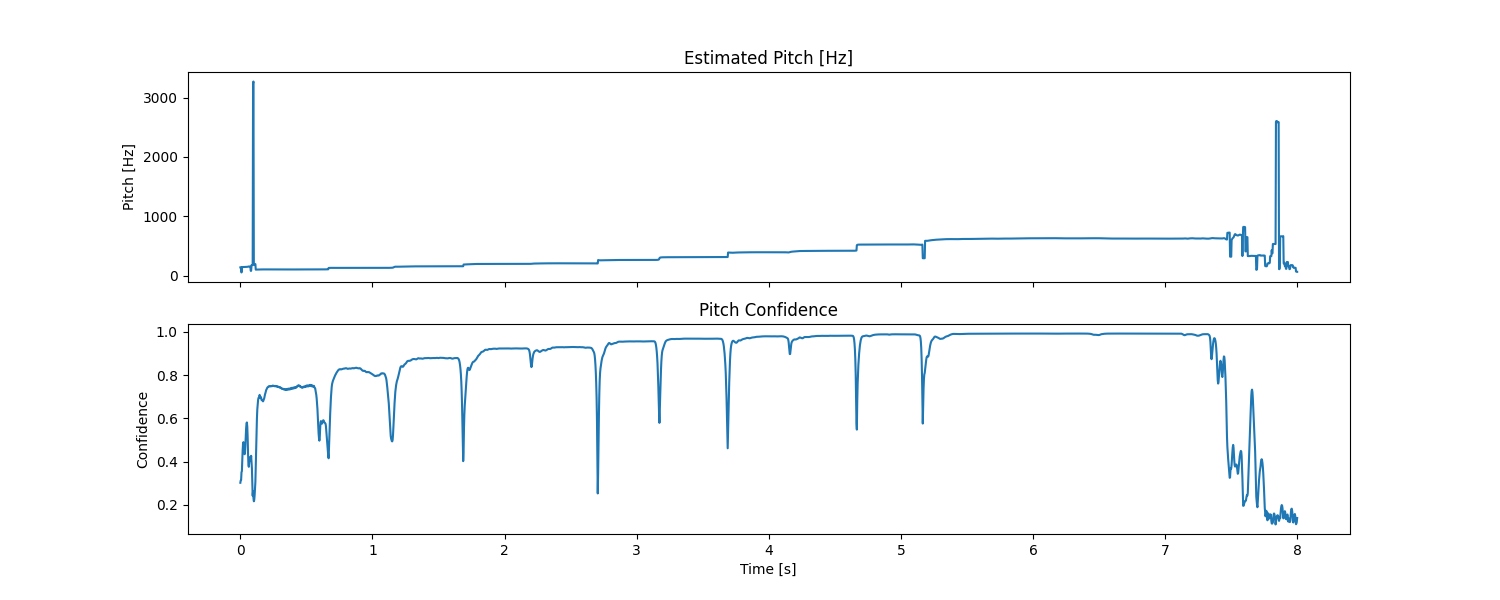 Estimated Pitch [Hz]
Pitch [Hz]
3000
2000
1000
0
Pitch Confidence
Confidence
1.0
0.8
0.6
0.4
0.2
0 1 2 3 4 5 6 7 8
Time [s]